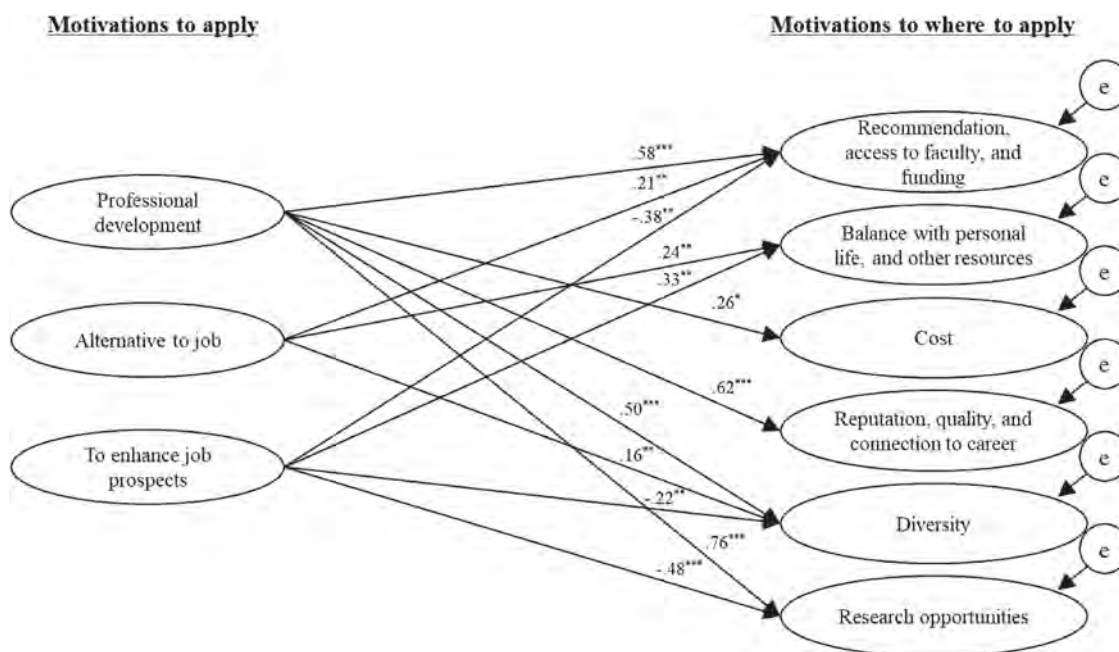 Motivations to apply
Motivations to where to apply
e
Recommendation,
access to faculty, and
funding
.58***
.21**
-.38**
e
Professional
development
Balance with personal
life, and other resources
.24**
.33**
e
.26*
Alternative to job
Cost
e
.62***
Reputation, quality, and
connection to career
.50***
e
To enhance job
prospects
.16**
-.22**
Diversity
e
.76***
-.48***
Research opportunities